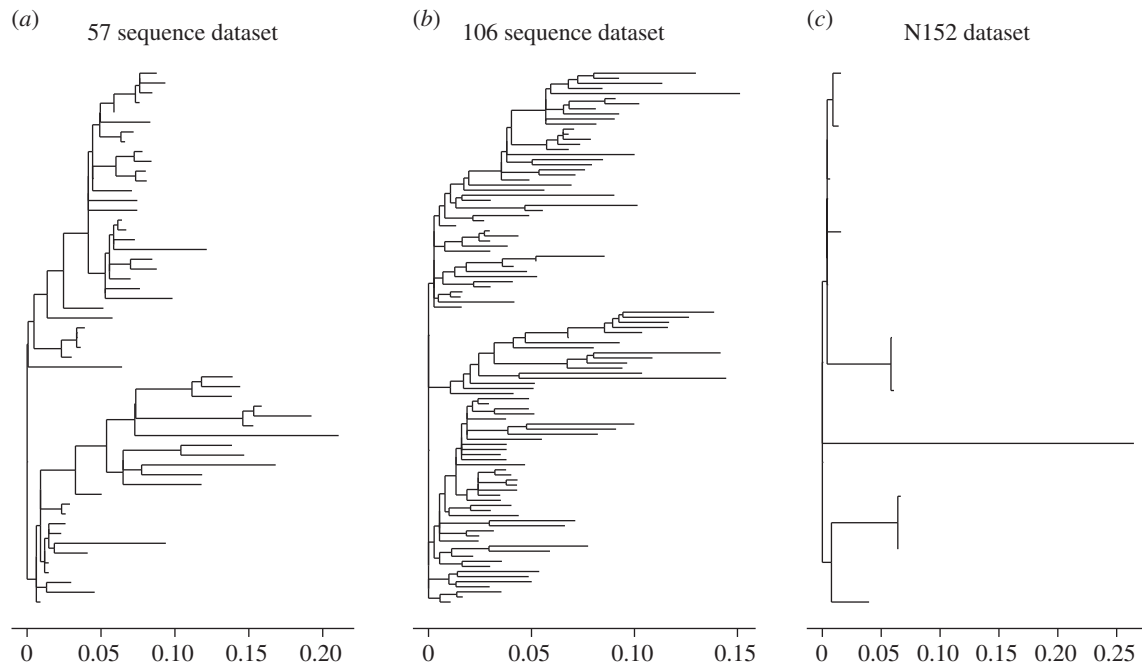 (a)
57 sequence dataset
(b)
106 sequence dataset
(c)
N152 dataset
0 0.05 0.10 0.15 0.20
0 0.05 0.10 0.15
0 0.05 0.10 0.15 0.20 0.25